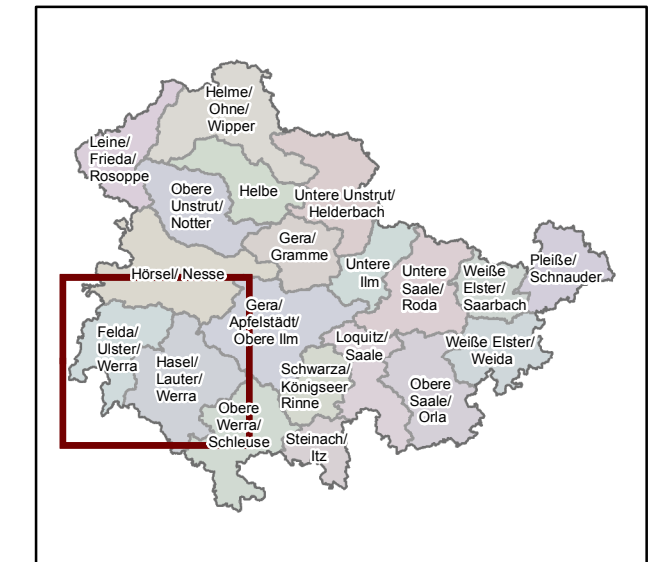 Helme/
Ohne/
Wipper
Leine/
Frieda/
Rosoppe
Obere
Unstrut/
Notter
Helbe
Untere Unstrut/
Helderbach
Gera/
Gramme
Hörsel/ Nesse
Untere
Ilm
Untere
Saale/
Roda
Weiße
Elster/
Saarbach
Pleiße/
Schnauder
Gera/
Apfelstädt/
Obere Ilm
Felda/
Ulster/
Werra
Hasel/
Lauter/
Werra
Loquitz/
Saale
Weiße Elster/
Weida
Schwarza/
Königseer
Rinne
Obere
Saale/
Orla
Obere
Werra/
Schleuse
Steinach/
Itz